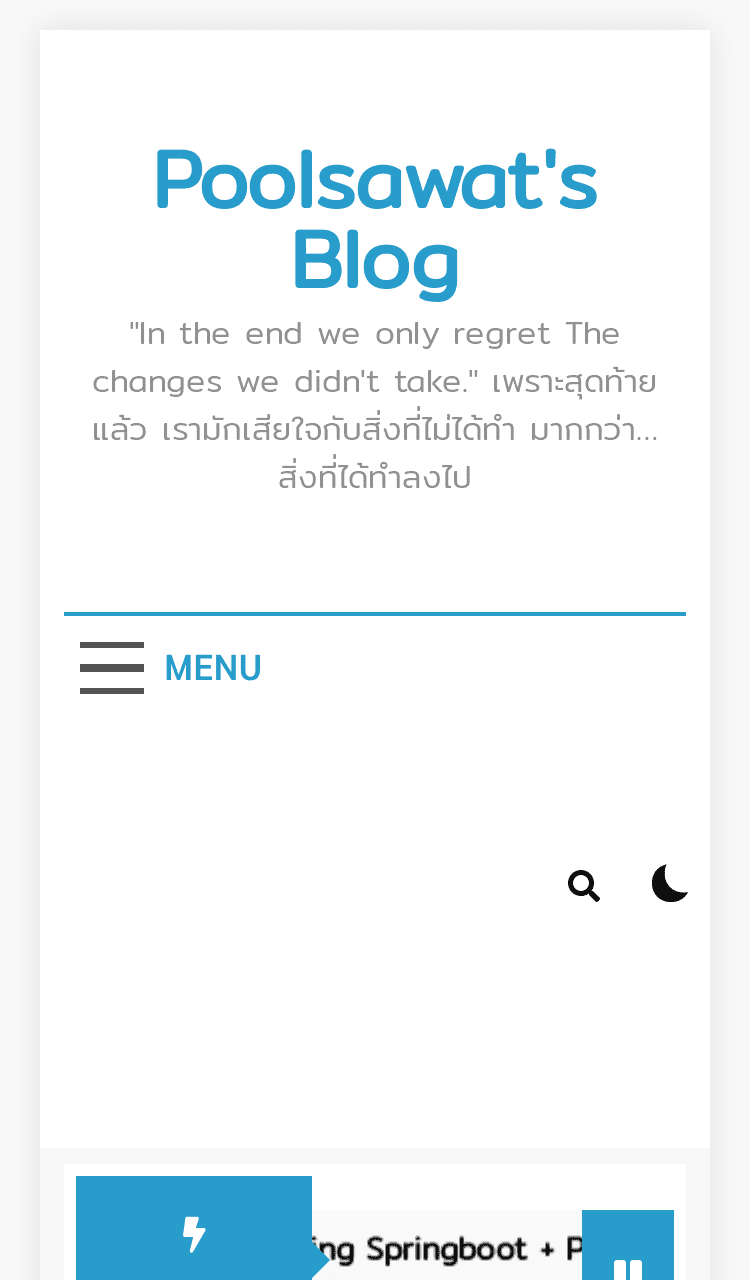 Poolsawat's
Blog
"In the end we only regret The
changes we didn't take." เพราะสุดท้าย
แล้ว เรามักเสียใจกับสิ่งที่ไม่ได้ทำ มากกว่า...
สิ่งที่ได้ทำลงไป
MENU
Springboot +